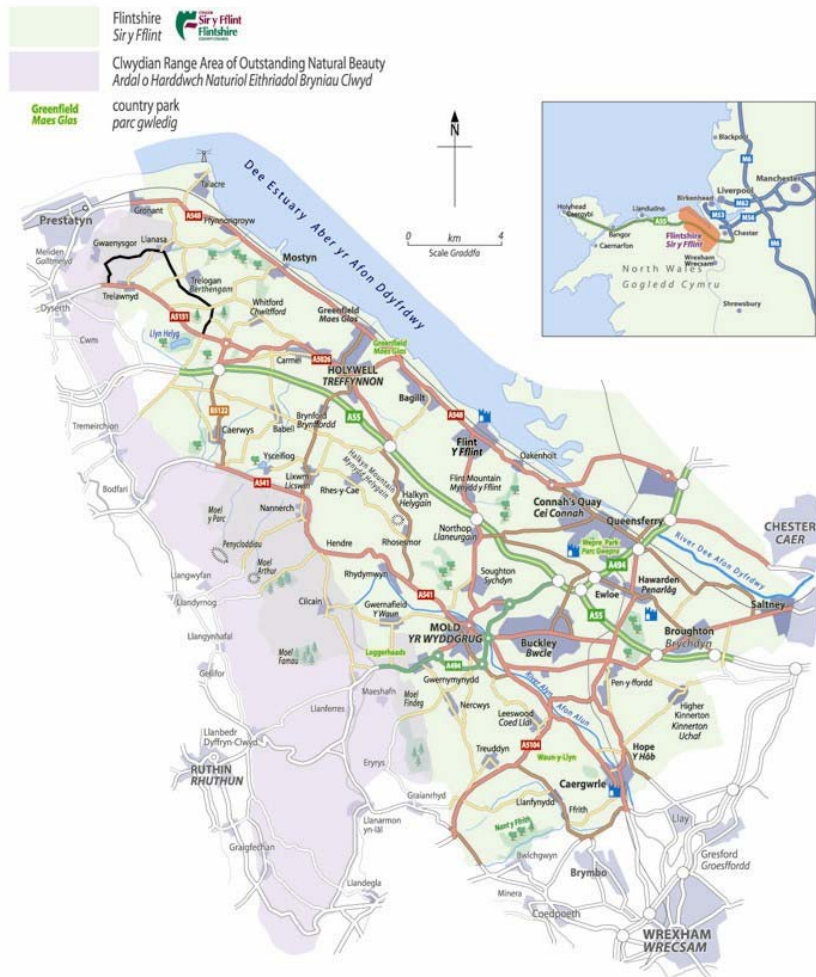 Flintshire
Sir y Fflint
Sir y Fflint
Flintshire
COUNTY COUNCIL
Clwydian Range Area of Outstanding Natural Beauty
Ardal o Harddwch Naturiol Eithriadol Bryniau Clwyd
Greenfield
Maes Glas
country park
parc gwledig
N
0 km 4
Scale Graddfa
Blackpool
M6
Manchester
Liverpool
Birkenhead
M62
M53
M56
M6
Holyhead
Caergybi
Llandudno
A55
Bangor
Caernarfon
Chester
Flintshire
Sir y Fflint
Wrexham
Wrecsam
North Wales
Gogledd Cymru
Shrewsbury
Dee Estuary Aber yr Afon Ddyfrdwy
Talacre
Prestatyn
Gronant
A548
Ffynnongroyw
Gwaenysgor
Llanasa
Meliden
Galltmelyd
Mostyn
Trelogan
Berthengam
Trelawnyd
Dyserth
Whitford
Chwitffordd
A5151
Greenfield
Maes Glas
Greenfield
Maes Glas
Llyn Helyg
Cwm
Carmel
A5026
HOLYWELL
TREFFYNNON
Bagillt
A548
A55
B5122
Brynford
Brynffordd
Babell
Caerwys
Tremeirchion
Flint
Y Fflint
Oakenholt
Ysceifiog
Halkyn Mountain
Mynydd Helygain
Flint Mountain
Mynydd y Fflint
A541
Lixwm
Licswm
Rhes-y-Cae
Halkyn
Helygain
Bodfari
Connah's Quay
Cei Connah
Moel
y Parc
Nannerch
Northop
Llaneurgain
Queensferry
CHESTER
CAER
Hendre
Rhosesmor
Penycloddiau
Wepre Park
Parc Gwepra
River Dee Afon Dyfrdwy
Moel
Arthur
Soughton
Sychdyn
A494
Llangwyfan
Rhydymwyn
Hawarden
Penarlâg
Llandyrnog
Cilcain
A541
Ewloe
Saltney
Gwernafield
Y Waun
A55
Llangynhafal
MOLD
YR WYDDGRUG
Buckley
Bwcle
Broughton
Brychdyn
Moel
Famau
Loggerheads
A494
Gellifor
Gwernymynydd
Pen-y-ffordd
Maeshafn
Moel
Findeg
Nercwys
River Alyn Afon Alun
Higher
Kinnerton
Kinnerton
Uchaf
Llanferres
Leeswood
Coed Llai
Llanbedr
Dyffryn-Clwyd
A5104
Hope
Y Hôb
Treuddyn
Waun-y-Llyn
RUTHIN
RHUTHUN
Eryrys
Caergwrle
Graianrhyd
Llanfynydd
Ffrith
Llanarmon
yn-Iâl
Nant y Ffrith
Llay
Graigfechan
Bwlchgwyn
Gresford
Groesffordd
Brymbo
Llandegla
Minera
Coedpoeth
WREXHAM
WRECSAM